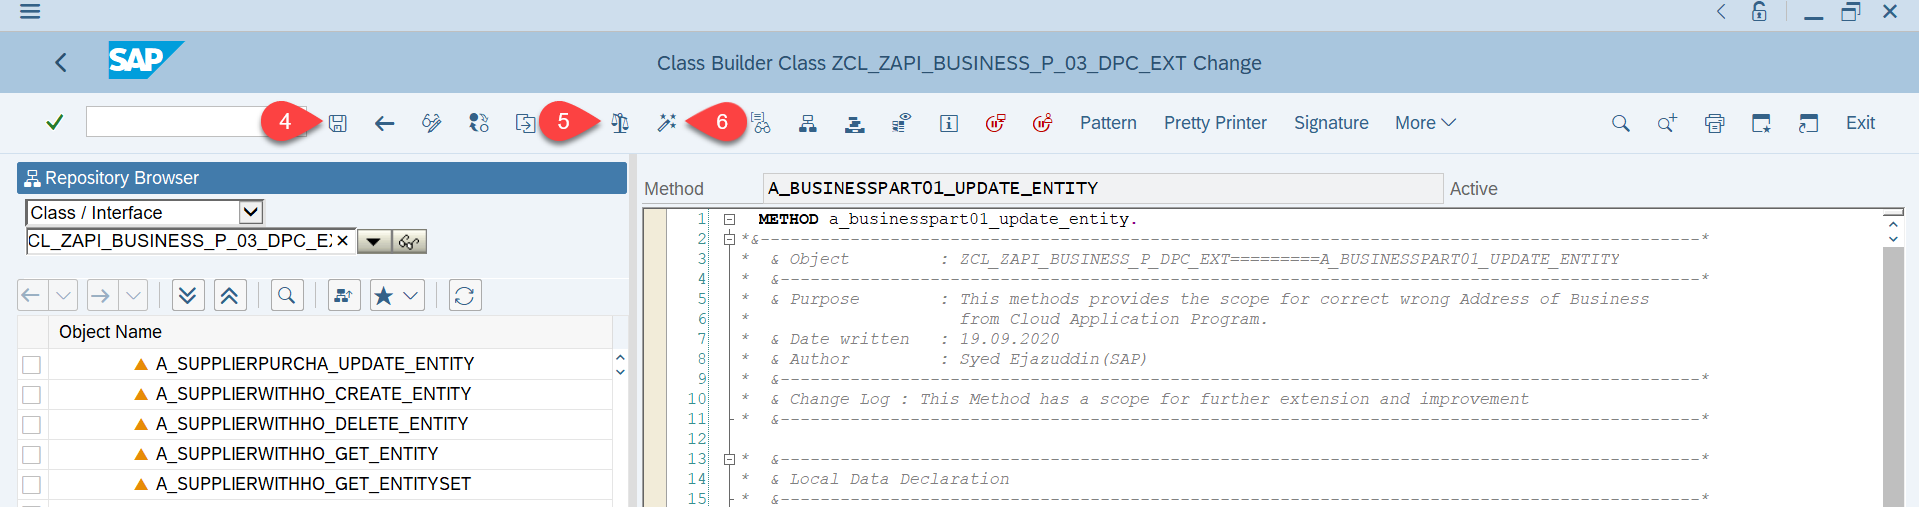 SAP
Class Builder Class ZCL_ZAPI_BUSINESS_P_03_DPC_EXT Change
4
5
6
Pattern
Pretty Printer
Signature
More
Exit
Repository Browser
Class / Interface
CL_ZAPI_BUSINESS_P_03_DPC_E
Object Name
A_SUPPLIERPURCHA_UPDATE_ENTITY
A_SUPPLIERWITHHO_CREATE_ENTITY
A_SUPPLIERWITHHO_DELETE_ENTITY
A_SUPPLIERWITHHO_GET_ENTITY
A_SUPPLIERWITHHO_GET_ENTITYSET
Method A_BUSINESSPART01_UPDATE_ENTITY Active
1 METHOD a_businesspart01_update_entity.
2 *&---------------------------------------------------------------------------------------------*
3 * & Object : ZCL_ZAPI_BUSINESS_P_DPC_EXT=========A_BUSINESSPART01_UPDATE_ENTITY
4 * &--------------------------------------------------------------------------------------------*
5 * & Purpose : This methods provides the scope for correct wrong Address of Business
6 * from Cloud Application Program.
7 * & Date written : 19.09.2020
8 * & Author : Syed Ejazuddin(SAP)
9 * &--------------------------------------------------------------------------------------------*
10 * & Change Log : This Method has a scope for further extension and improvement
11 * &--------------------------------------------------------------------------------------------*
12
13 * &--------------------------------------------------------------------------------------------*
14 * & Local Data Declaration
15 * &--------------------------------------------------------------------------------------------*